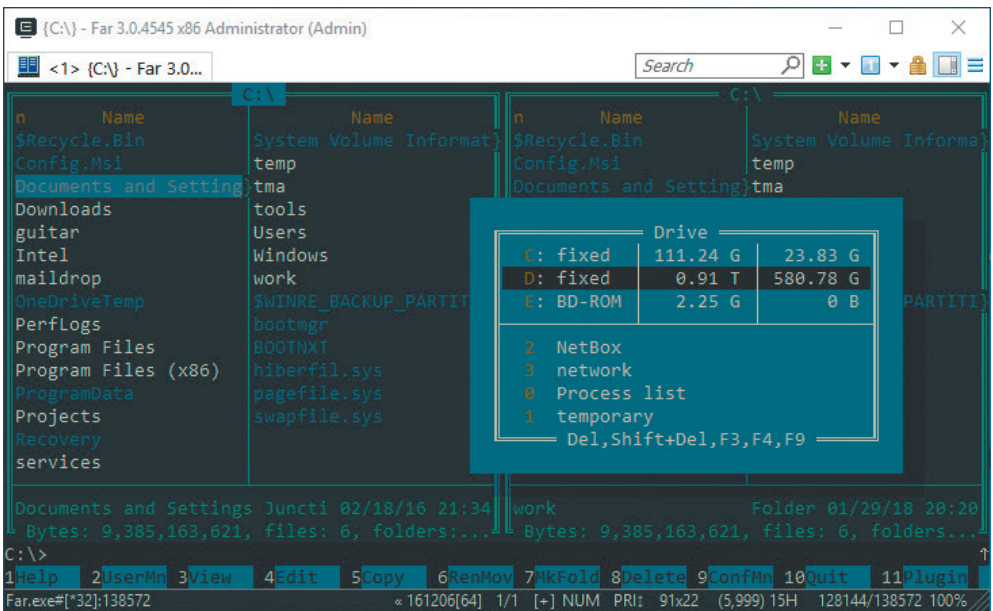 {C:\} - Far 3.0.4545 x86 Administrator (Admin)
<1> {C:\} - Far 3.0...
Search
C:\ C:\
n Name Name n Name Name
$Recycle.Bin System Volume Informat} $Recycle.Bin System Volume Informa}
Config.Msi temp Config.Msi temp
Documents and Setting} tma Documents and Setting} tma
Downloads tools
guitar Users Drive
Intel Windows C: fixed 111.24 G 23.83 G
maildrop work D: fixed 0.91 T 580.78 G
OneDriveTemp $WINRE_BACKUP_PARTIT E: BD-ROM 2.25 G 0 B PARTITI}
PerfLogs bootmgr
Program Files BOOTNXT 2 NetBox
Program Files (x86) hiberfil.sys 3 network
ProgramData pagefile.sys 0 Process list
Projects swapfile.sys 1 temporary
Recovery Del,Shift+Del,F3,F4,F9
services
Documents and Settings Juncti 02/18/16 21:34 work Folder 01/29/18 20:20
Bytes: 9,385,163,621, files: 6, folders:... Bytes: 9,385,163,621, files: 6, folders...
C:\>
1Help 2UserMn 3View 4Edit 5Copy 6RenMov 7MkFold 8Delete 9ConfMn 10Quit 11Plugin
Far.exe#[*32]:138572 « 161206[64] 1/1 [+] NUM PRI↕ 91x22 (5,999) 15H 128144/138572 100%